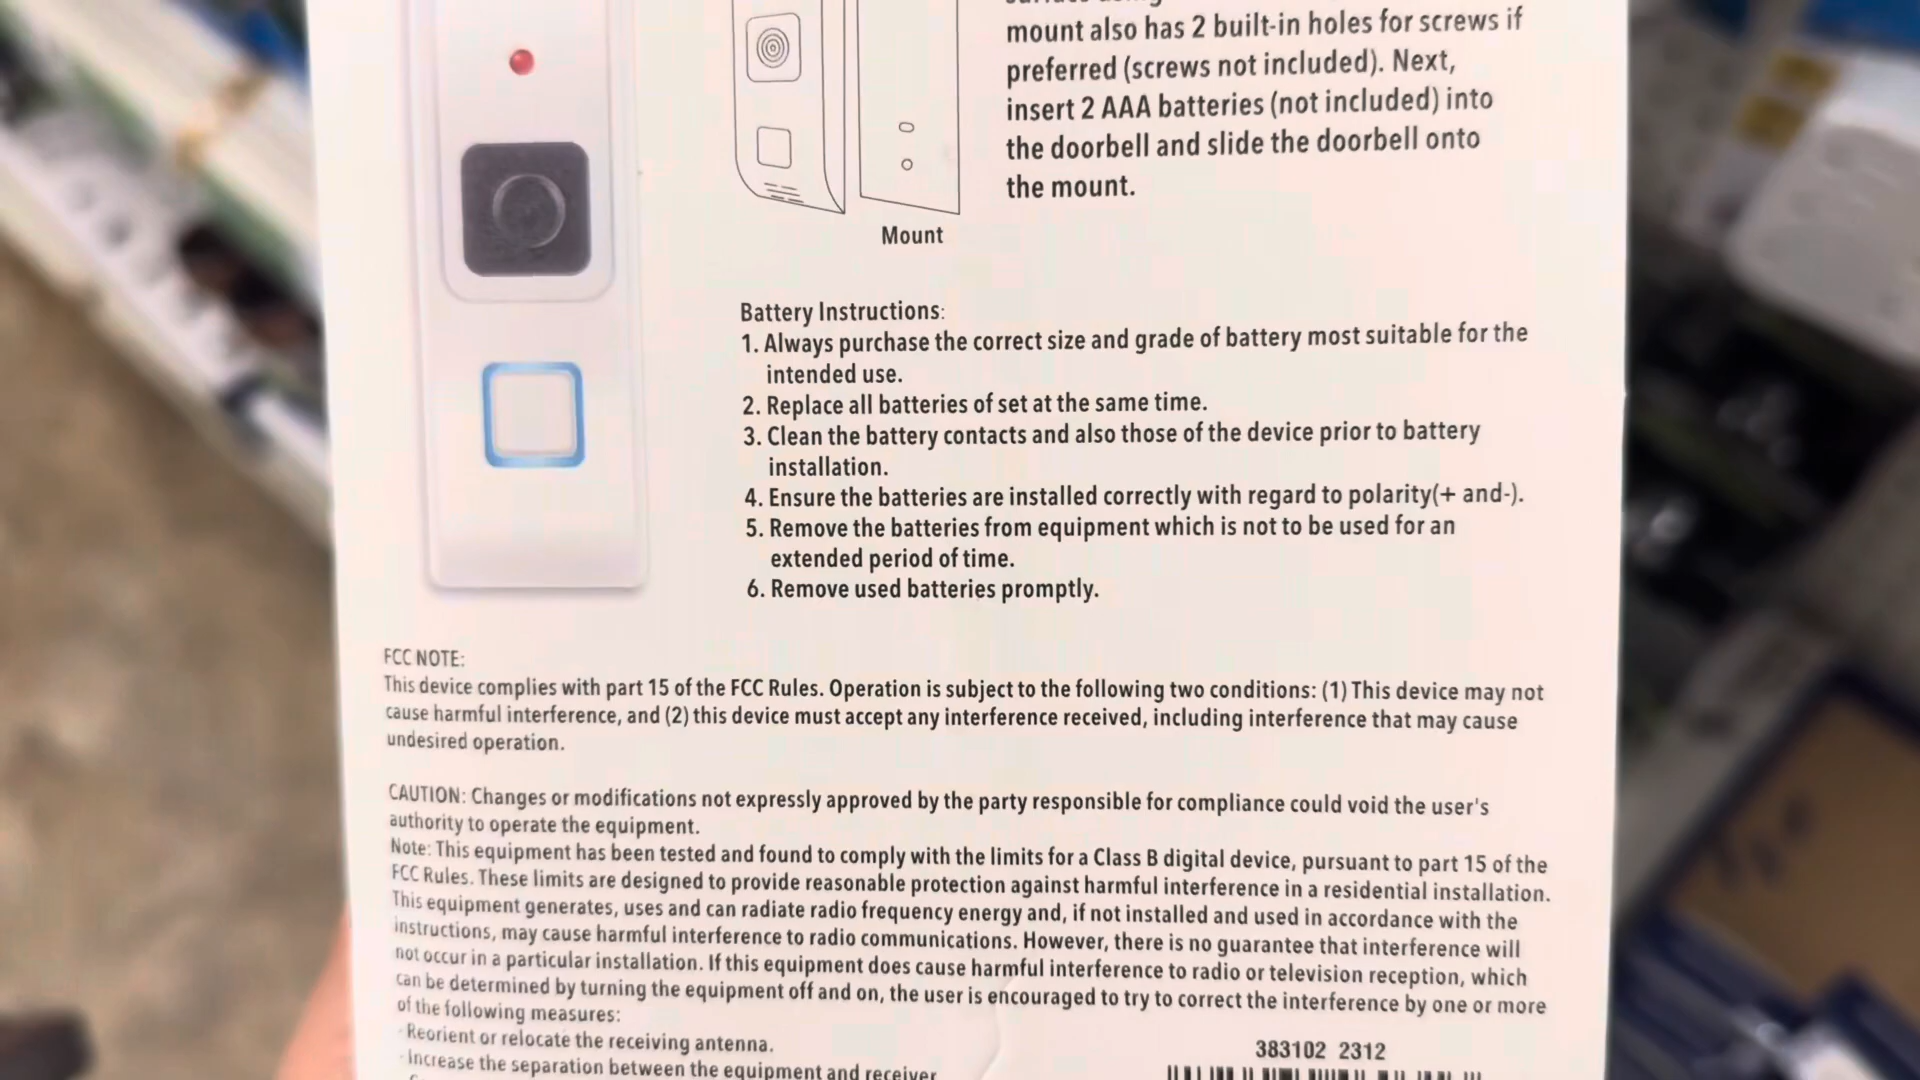 mount also has 2 built-in holes for screws if
preferred (screws not included). Next,
insert 2 AAA batteries (not included) into
the doorbell and slide the doorbell onto
the mount.
Mount
Battery Instructions:
1. Always purchase the correct size and grade of battery most suitable for the
intended use.
2. Replace all batteries of set at the same time.
3. Clean the battery contacts and also those of the device prior to battery
installation.
4. Ensure the batteries are installed correctly with regard to polarity(+ and-).
5. Remove the batteries from equipment which is not to be used for an
extended period of time.
6. Remove used batteries promptly.
FCC NOTE:
This device complies with part 15 of the FCC Rules. Operation is subject to the following two conditions: (1) This device may not
cause harmful interference, and (2) this device must accept any interference received, including interference that may cause
undesired operation.
CAUTION: Changes or modifications not expressly approved by the party responsible for compliance could void the user's
authority to operate the equipment.
Note: This equipment has been tested and found to comply with the limits for a Class B digital device, pursuant to part 15 of the
FCC Rules. These limits are designed to provide reasonable protection against harmful interference in a residential installation.
This equipment generates, uses and can radiate radio frequency energy and, if not installed and used in accordance with the
instructions, may cause harmful interference to radio communications. However, there is no guarantee that interference will
not occur in a particular installation. If this equipment does cause harmful interference to radio or television reception, which
can be determined by turning the equipment off and on, the user is encouraged to try to correct the interference by one or more
of the following measures:
- Reorient or relocate the receiving antenna.
- Increase the separation between the equipment and receiver
383102 2312